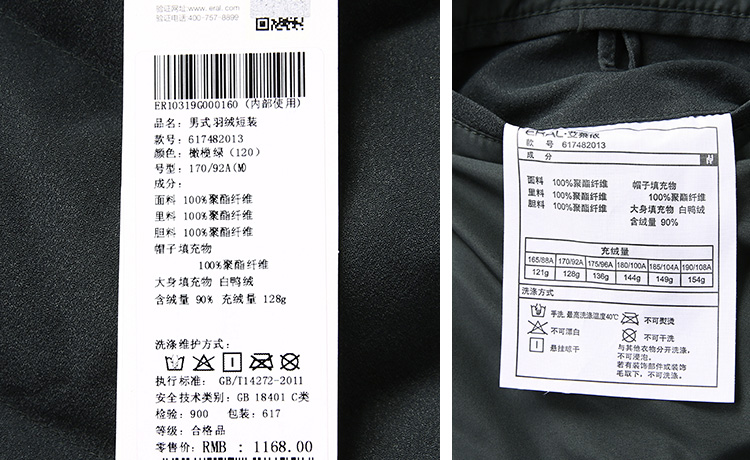 验证网址 www. eral. com
验证电话 400-757-8899
ER10319G000160 (内部使用)
品名: 男式羽绒短装
款号: 617482013
颜色: 橄榄绿 (120)
号型: 170/92A(M)
成分:
面料 100%聚酯纤维
里料 100%聚酯纤维
胆料 100%聚酯纤维
帽子填充物
100%聚酯纤维
大身填充物 白鸭绒
含绒量 90% 充绒量 128g
洗涤维护方式:
执行标准: GB/T14272-2011
安全技术类别: GB 18401 C类
检验: 900 包装: 617
等级: 合格品
零售价: RMB : 1168.00
ERAL·艾莱依
款 号 617482013
成 分
面料 100%聚酯纤维
里料 100%聚酯纤维
胆料 100%聚酯纤维
帽子填充物
100%聚酯纤维
大身填充物 白鸭绒
含绒量 90%
充绒量
165/88A 170/92A 175/96A 180/100A 185/104A 190/108A
121g 128g 136g 144g 149g 154g
洗涤方式
手洗, 最高洗涤温度40℃ 不可熨烫
不可漂白 不可干洗
悬挂晾干
与其他衣物分开洗涤,
不可浸泡。
若有装饰部件或装饰
毛取下, 不可洗涤.